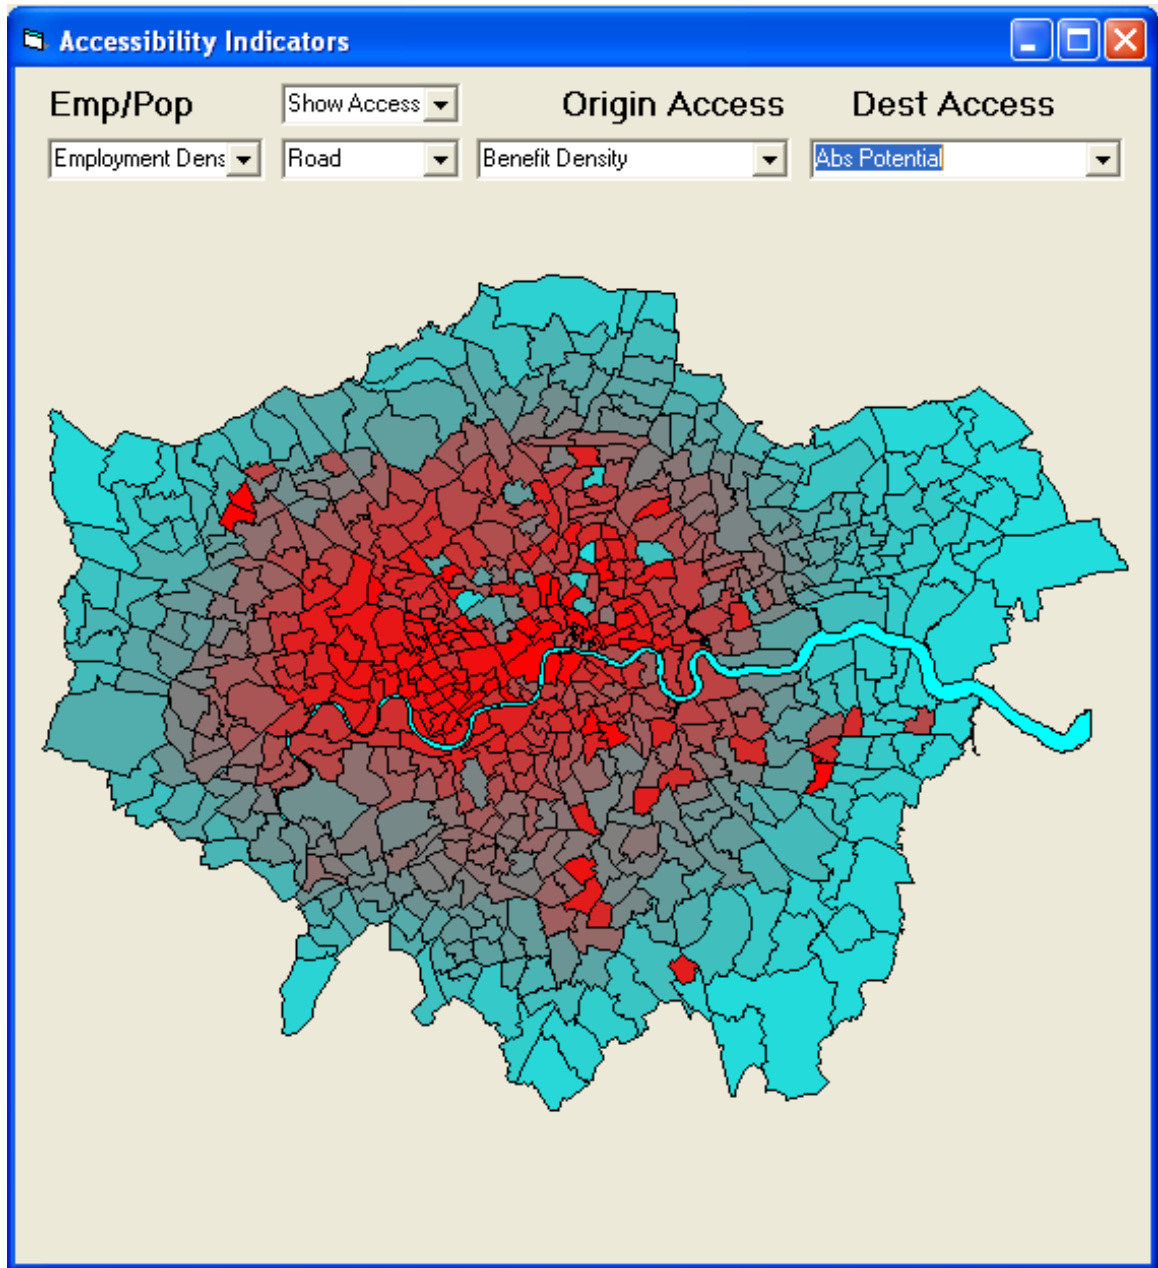 Accessibility Indicators
Emp/Pop Show Access Origin Access Dest Access
Employment Dens Road Benefit Density Abs Potential